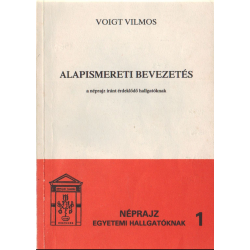 VOIGT VILMOS
ALAPISMERETI BEVEZETÉS
a néprajz iránt érdeklődő hallgatóknak
NÉPRAJZ
EGYETEMI HALLGATÓKNAK
1